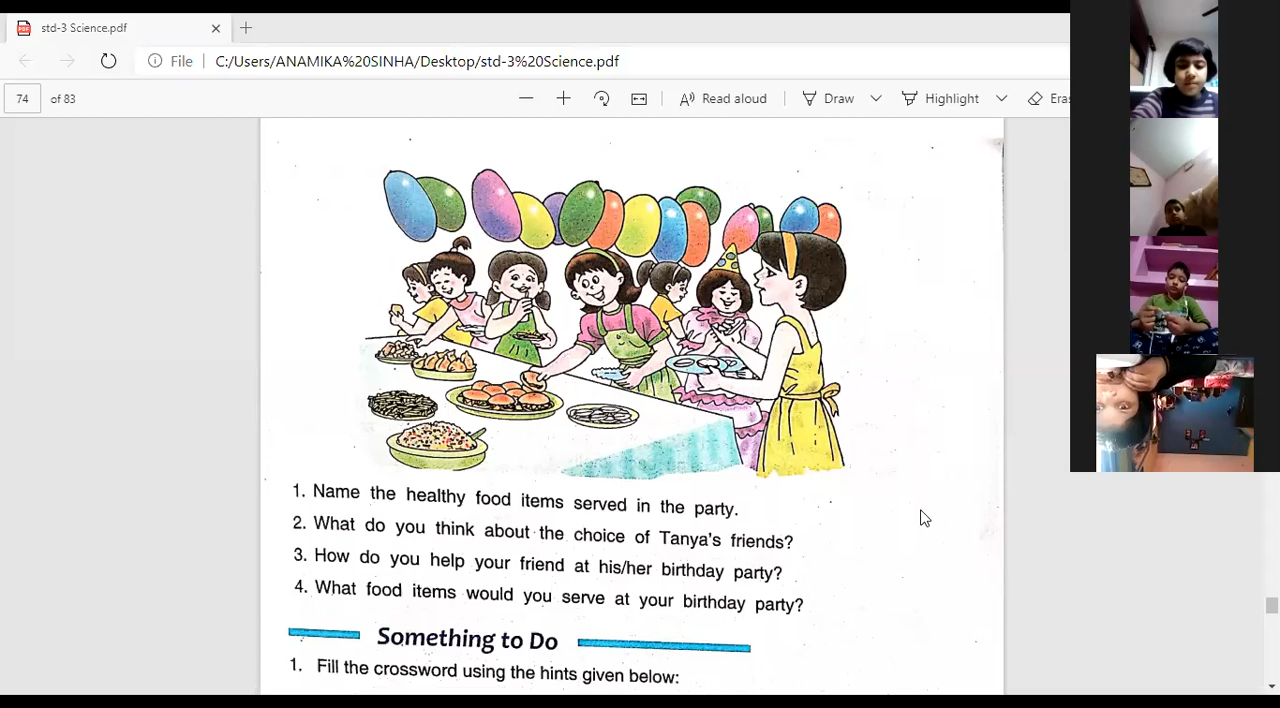 std-3 Science.pdf
File C:/Users/ANAMIKA%20SINHA/Desktop/std-3%20Science.pdf
74 of 83 Read aloud Draw Highlight Eras
1. Name the healthy food items served in the party.
2. What do you think about the choice of Tanya's friends?
3. How do you help your friend at his/her birthday party?
4. What food items would you serve at your birthday party?
Something to Do
1. Fill the crossword using the hints given below: